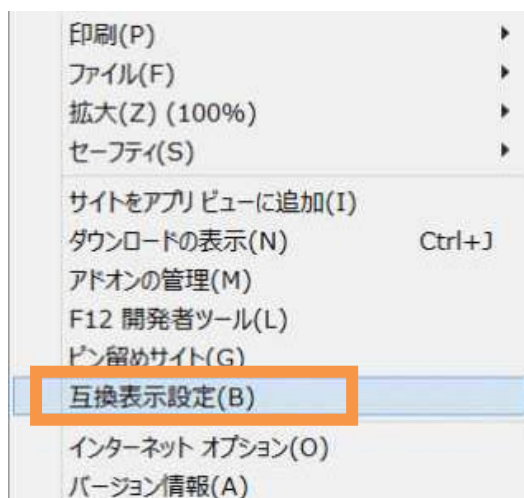 印刷(P)
ファイル(F)
拡大(Z) (100%)
セーフティ(S)
サイトをアプリ ビューに追加(I)
ダウンロードの表示(N) Ctrl+J
アドオンの管理(M)
F12 開発者ツール(L)
ピン留めサイト(G)
互換表示設定(B)
インターネット オプション(O)
バージョン情報(A)